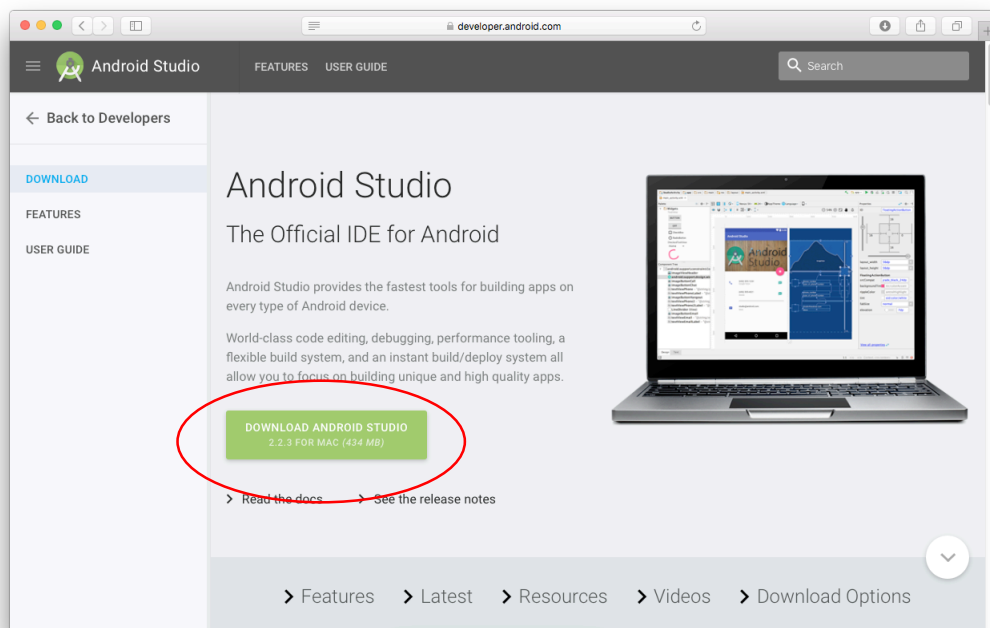 developer.android.com
Android Studio
FEATURES
USER GUIDE
Search
Back to Developers
DOWNLOAD
FEATURES
USER GUIDE
Android Studio
The Official IDE for Android
Android Studio provides the fastest tools for building apps on
every type of Android device.
World-class code editing, debugging, performance tooling, a
flexible build system, and an instant build/deploy system all
allow you to focus on building unique and high quality apps.
DOWNLOAD ANDROID STUDIO
2.2.3 FOR MAC (434 MB)
Read the docs
See the release notes
Android
Studio
Features
Latest
Resources
Videos
Download Options